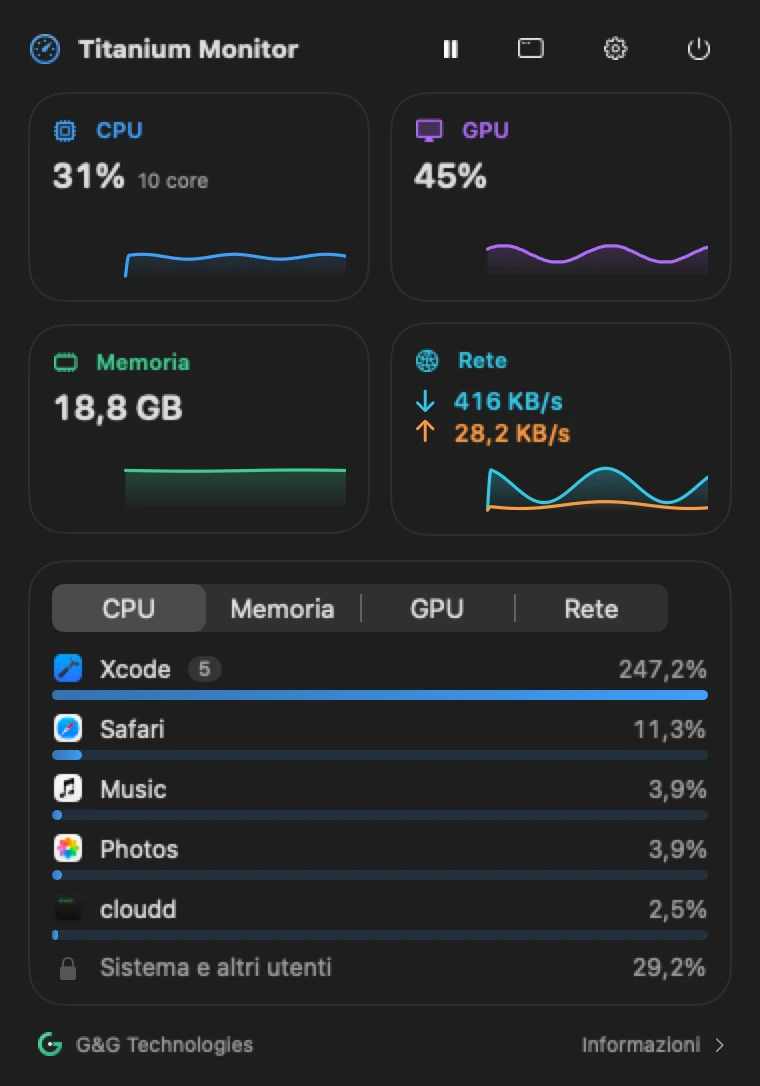 Titanium Monitor
CPU
31% 10 core
GPU
45%
Memoria
18,8 GB
Rete
416 KB/s
28,2 KB/s
CPU Memoria GPU Rete
Xcode 5 247,2%
Safari 11,3%
Music 3,9%
Photos 3,9%
cloudd 2,5%
Sistema e altri utenti 29,2%
G&G Technologies Informazioni